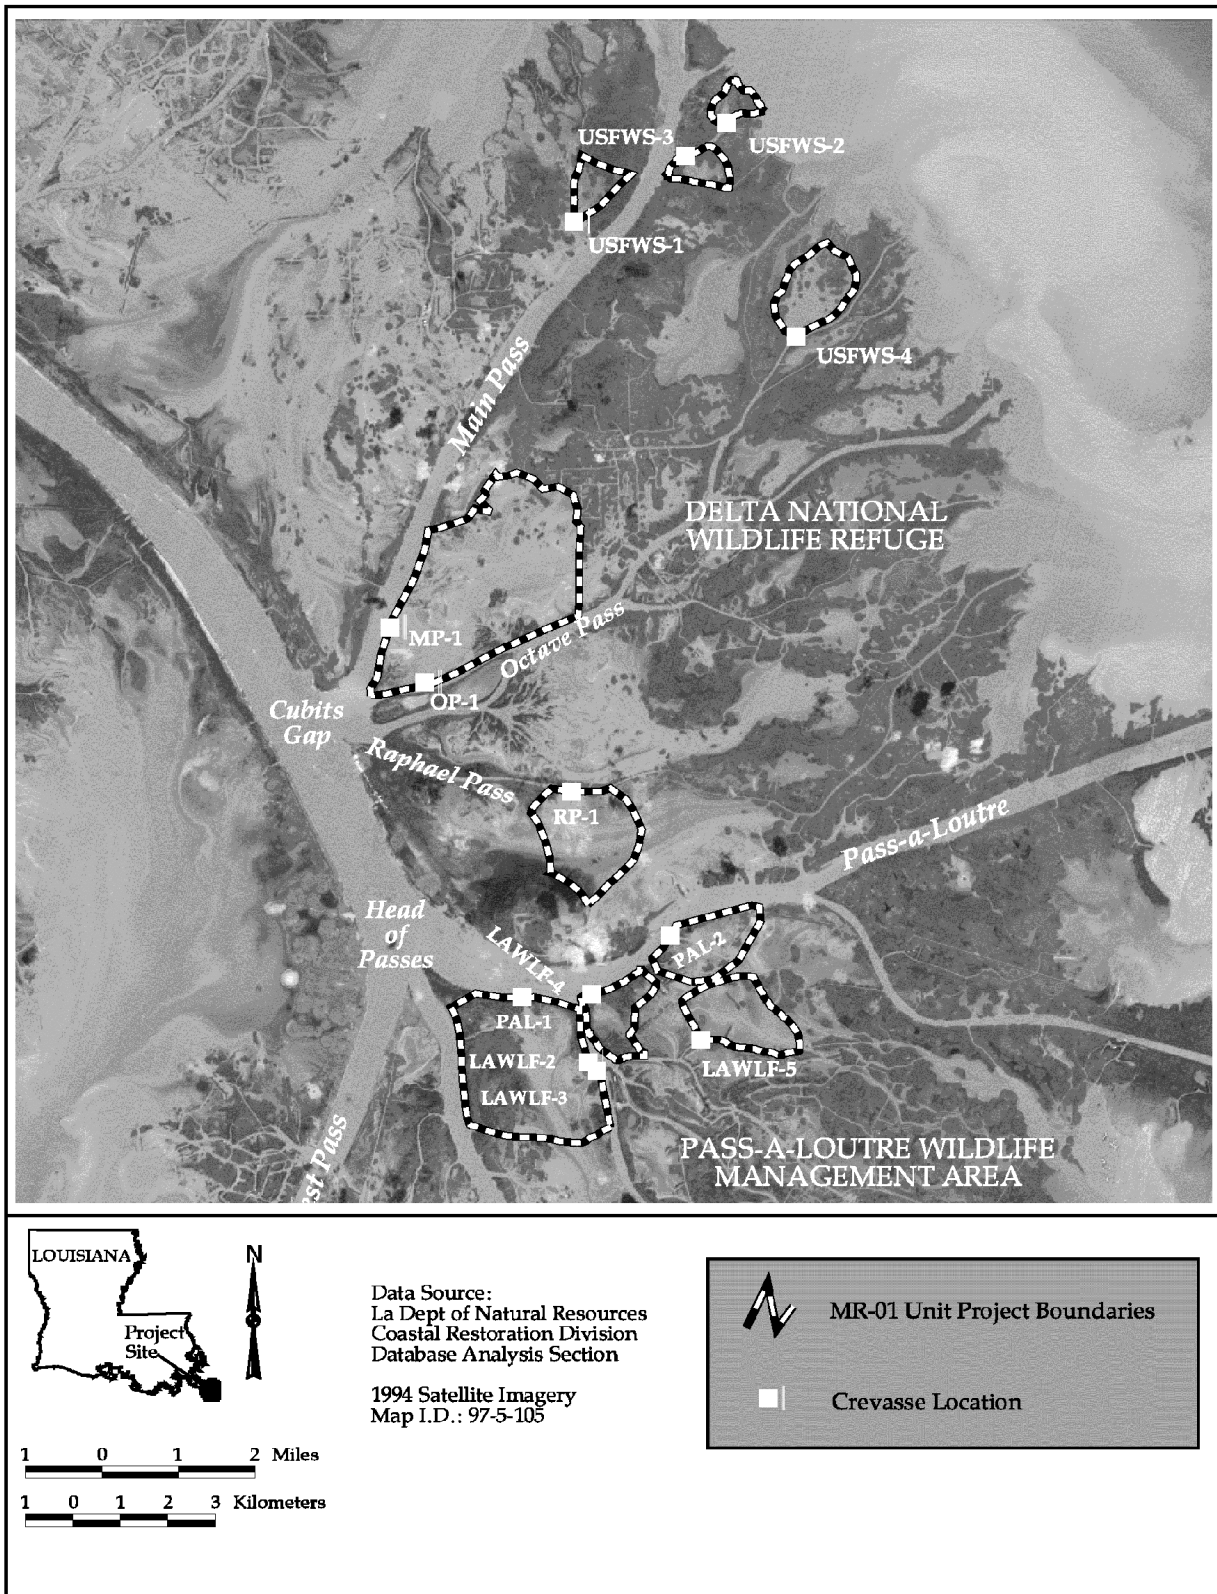 USFWS-3
USFWS-2
USFWS-1
USFWS-4
Main Pass
DELTA NATIONAL
WILDLIFE REFUGE
MP-1
Octave Pass
OP-1
Cubits
Gap
Raphael Pass
RP-1
Pass-a-Loutre
Head
of
Passes
LAWLF-4
PAL-2
PAL-1
LAWLF-2
LAWLF-5
LAWLF-3
PASS-A-LOUTRE WILDLIFE
MANAGEMENT AREA
est Pass
LOUISIANA
Project
Site
N
Data Source:
La Dept of Natural Resources
Coastal Restoration Division
Database Analysis Section
1994 Satellite Imagery
Map I.D.: 97-5-105
MR-01 Unit Project Boundaries
Crevasse Location
1 0 1 2 Miles
1 0 1 2 3 Kilometers